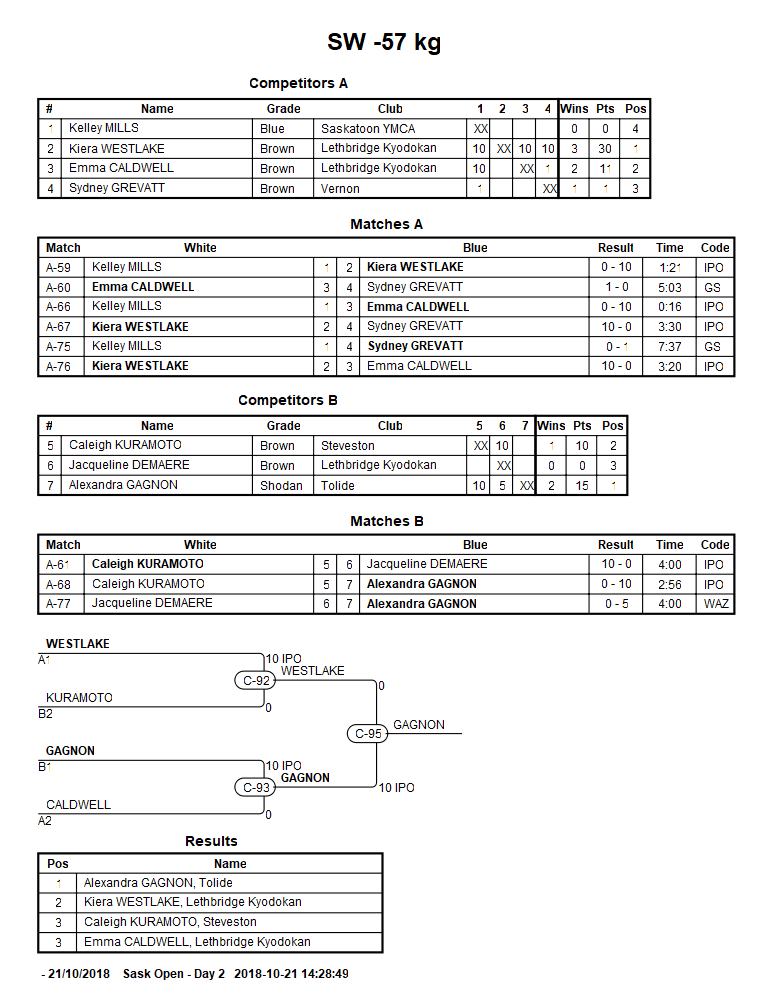 SW -57 kg
Competitors A
# Name Grade Club 1 2 3 4 Wins Pts Pos
1 Kelley MILLS Blue Saskatoon YMCA XX 0 0 4
2 Kiera WESTLAKE Brown Lethbridge Kyodokan 10 XX 10 10 3 30 1
3 Emma CALDWELL Brown Lethbridge Kyodokan 10 XX 1 2 11 2
4 Sydney GREVATT Brown Vernon 1 XX 1 1 3
Matches A
Match White Blue Result Time Code
A-59 Kelley MILLS 1 2 Kiera WESTLAKE 0 - 10 1:21 IPO
A-60 Emma CALDWELL 3 4 Sydney GREVATT 1 - 0 5:03 GS
A-66 Kelley MILLS 1 3 Emma CALDWELL 0 - 10 0:16 IPO
A-67 Kiera WESTLAKE 2 4 Sydney GREVATT 10 - 0 3:30 IPO
A-75 Kelley MILLS 1 4 Sydney GREVATT 0 - 1 7:37 GS
A-76 Kiera WESTLAKE 2 3 Emma CALDWELL 10 - 0 3:20 IPO
Competitors B
# Name Grade Club 5 6 7 Wins Pts Pos
5 Caleigh KURAMOTO Brown Steveston XX 10 1 10 2
6 Jacqueline DEMAERE Brown Lethbridge Kyodokan XX 0 0 3
7 Alexandra GAGNON Shodan Tolide 10 5 XX 2 15 1
Matches B
Match White Blue Result Time Code
A-61 Caleigh KURAMOTO 5 6 Jacqueline DEMAERE 10 - 0 4:00 IPO
A-68 Caleigh KURAMOTO 5 7 Alexandra GAGNON 0 - 10 2:56 IPO
A-77 Jacqueline DEMAERE 6 7 Alexandra GAGNON 0 - 5 4:00 WAZ
WESTLAKE
A1 10 IPO
C-92 WESTLAKE
KURAMOTO 0
B2 0
C-95 GAGNON
GAGNON
B1 10 IPO
C-93 GAGNON
10 IPO
CALDWELL
A2 0
Results
Pos Name
1 Alexandra GAGNON, Tolide
2 Kiera WESTLAKE, Lethbridge Kyodokan
3 Caleigh KURAMOTO, Steveston
3 Emma CALDWELL, Lethbridge Kyodokan
- 21/10/2018 Sask Open - Day 2 2018-10-21 14:28:49